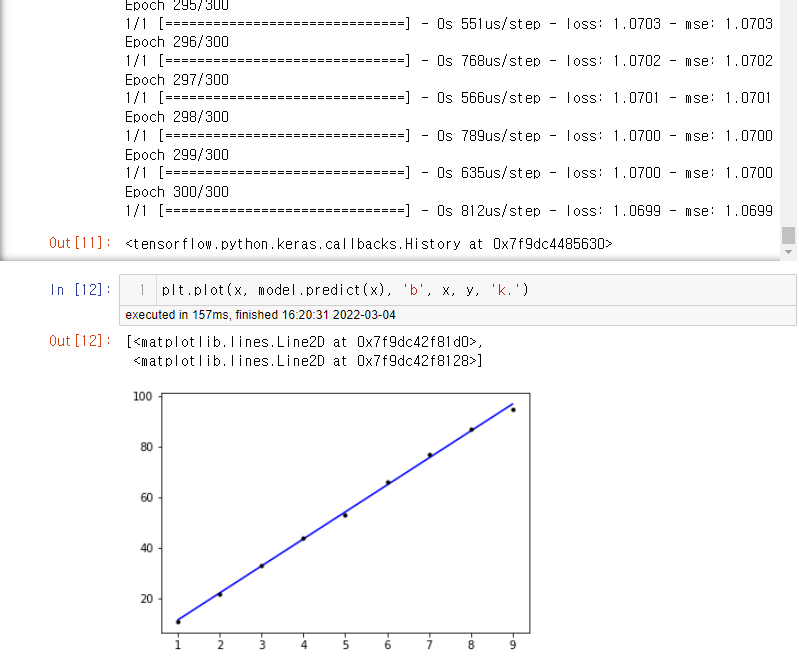 Epoch 295/300
1/1 [==============================] - 0s 551us/step - loss: 1.0703 - mse: 1.0703
Epoch 296/300
1/1 [==============================] - 0s 768us/step - loss: 1.0702 - mse: 1.0702
Epoch 297/300
1/1 [==============================] - 0s 566us/step - loss: 1.0701 - mse: 1.0701
Epoch 298/300
1/1 [==============================] - 0s 789us/step - loss: 1.0700 - mse: 1.0700
Epoch 299/300
1/1 [==============================] - 0s 635us/step - loss: 1.0700 - mse: 1.0700
Epoch 300/300
1/1 [==============================] - 0s 812us/step - loss: 1.0699 - mse: 1.0699
Out[11]: <tensorflow.python.keras.callbacks.History at 0x7f9dc4485630>
In [12]: 1 plt.plot(x, model.predict(x), 'b', x, y, 'k.')
executed in 157ms, finished 16:20:31 2022-03-04
Out[12]: [<matplotlib.lines.Line2D at 0x7f9dc42f81d0>,
<matplotlib.lines.Line2D at 0x7f9dc42f8128>]
100
80
60
40
20
1 2 3 4 5 6 7 8 9